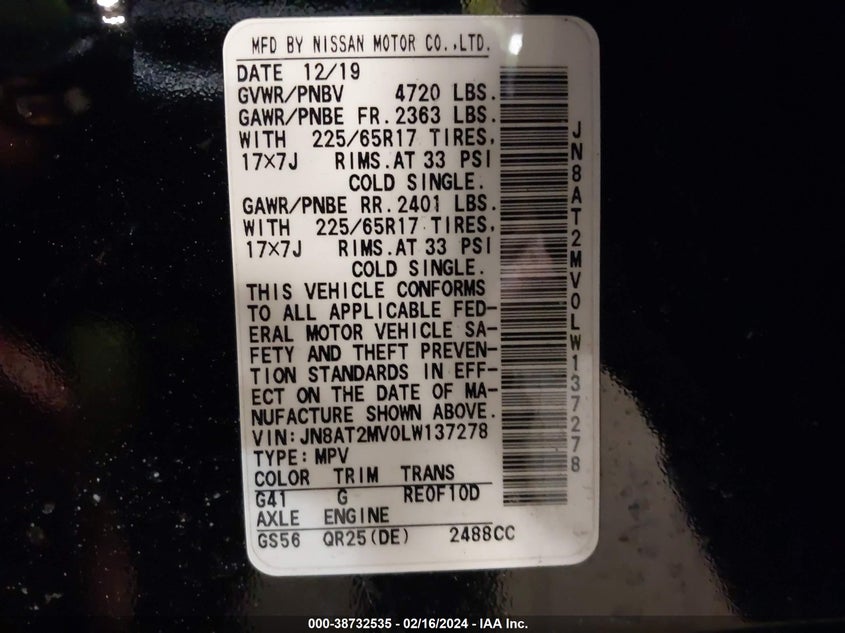 MFD BY NISSAN MOTOR CO.,LTD.
DATE 12/19
GVWR/PNBV 4720 LBS.
GAWR/PNBE FR.2363 LBS.
WITH 225/65R17 TIRES,
17×7J RIMS.AT 33 PSI
COLD SINGLE.
GAWR/PNBE RR.2401 LBS.
WITH 225/65R17 TIRES,
17×7J RIMS.AT 33 PSI
COLD SINGLE.
THIS VEHICLE CONFORMS
TO ALL APPLICABLE FED-
ERAL MOTOR VEHICLE SA-
FETY AND THEFT PREVEN-
TION STANDARDS IN EFF-
ECT ON THE DATE OF MA-
NUFACTURE SHOWN ABOVE.
VIN:JN8AT2MV0LW137278
TYPE:MPV
COLOR TRIM TRANS
G41 G RE0F10D
AXLE ENGINE
GS56 QR25(DE) 2488CC
JN8AT2MV0LW137278
000-38732535 - 02/16/2024 - IAA Inc.